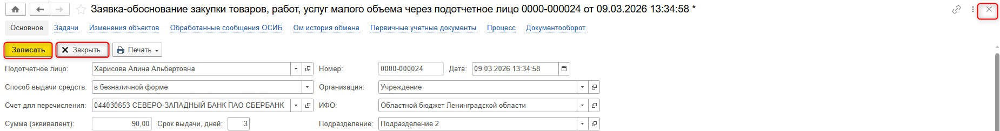 Заявка-обоснование закупки товаров, работ, услуг малого объема через подотчетное лицо 0000-000024 от 09.03.2026 13:34:58 *
Основное Задачи Изменения объектов Обработанные сообщения ОСИБ Ом история обмена Первичные учетные документы Процесс Документооборот
Записать Закрыть Печать
Подотчетное лицо: Харисова Алина Альбертовна Номер: 0000-000024 Дата: 09.03.2026 13:34:58
Способ выдачи средств: в безналичной форме Организация: Учреждение
Счет для перечисления: 044030653 СЕВЕРО-ЗАПАДНЫЙ БАНК ПАО СБЕРБАНК ИФО: Областной бюджет Ленинградской области
Сумма (эквивалент): 90,00 Срок выдачи, дней: 3 Подразделение: Подразделение 2